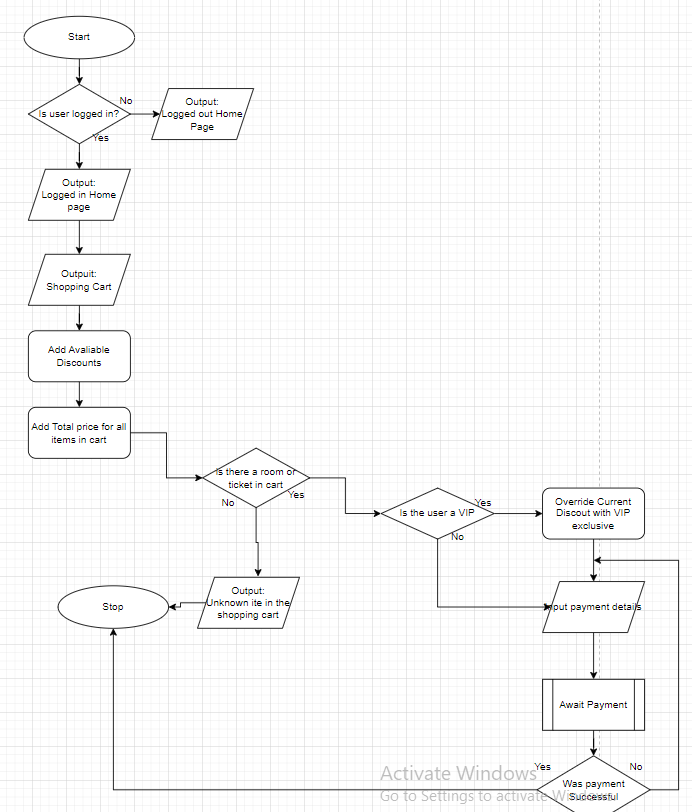 Start
Is user logged in?
No
Yes
Output:
Logged out Home
Page
Output:
Logged in Home
page
Outpuit:
Shopping Cart
Add Avaliable
Discounts
Add Total price for all
items in cart
Is there a room or
ticket in cart
Yes
No
Is the user a VIP
Yes
No
Override Current
Discout with VIP
exclusive
Output:
Unknown ite in the
shopping cart
Stop
Input payment details
Await Payment
Was payment
Successful
Yes
No
Activate Windows
Go to Settings to activate Windows.